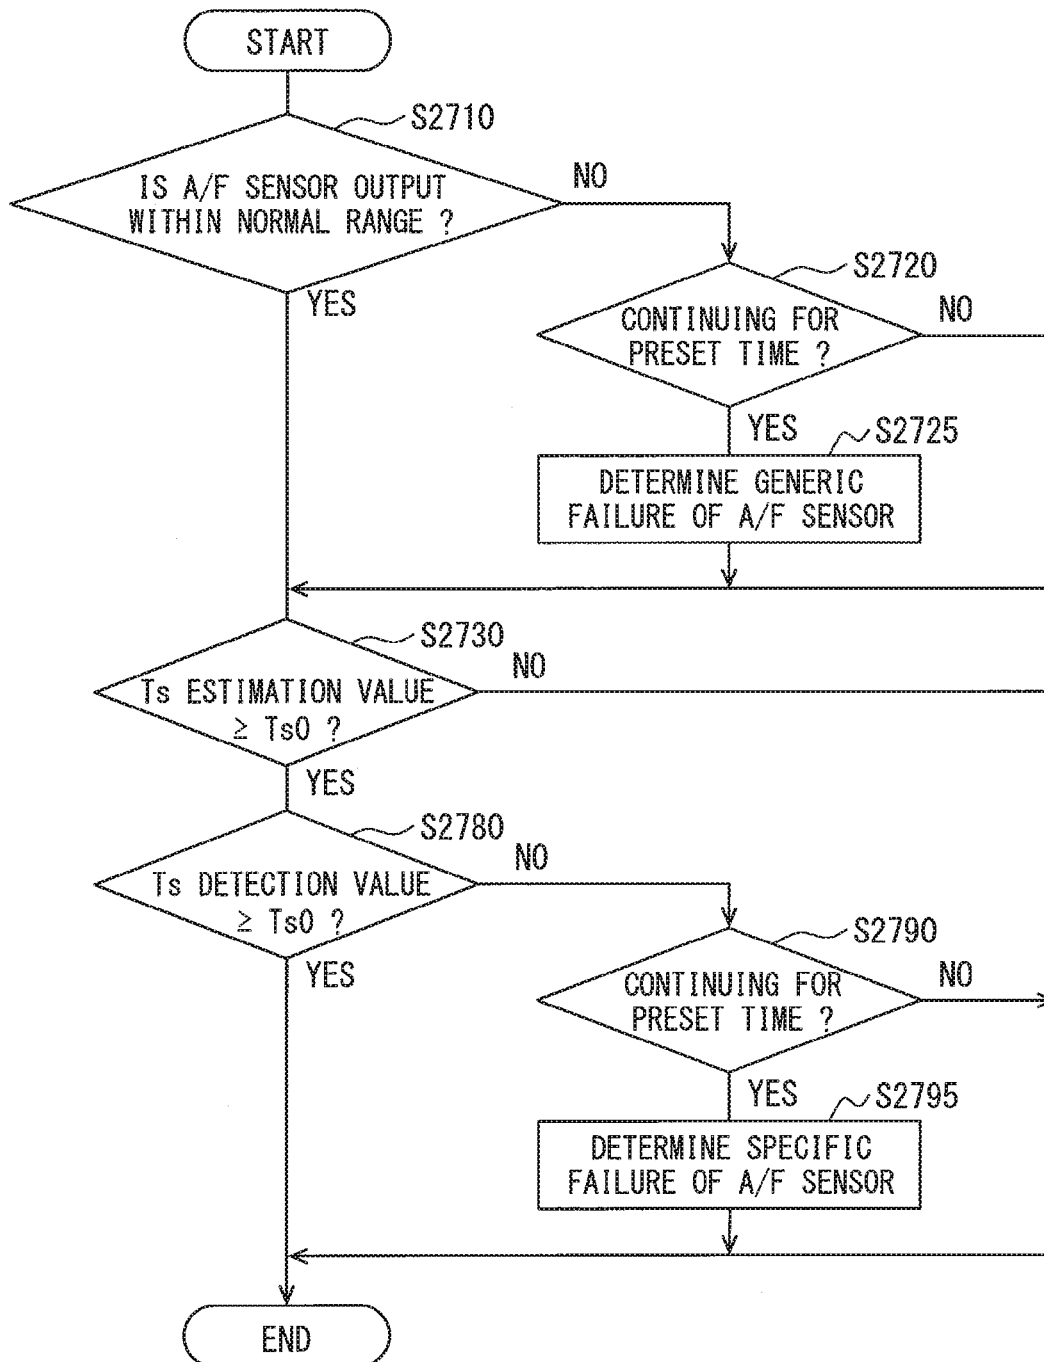 START
S2710
IS A/F SENSOR OUTPUT
WITHIN NORMAL RANGE ?
NO
YES
S2720
CONTINUING FOR
PRESET TIME ?
NO
YES
S2725
DETERMINE GENERIC
FAILURE OF A/F SENSOR
S2730
Ts ESTIMATION VALUE
≥ Ts0 ?
NO
YES
S2780
Ts DETECTION VALUE
≥ Ts0 ?
NO
YES
S2790
CONTINUING FOR
PRESET TIME ?
NO
YES
S2795
DETERMINE SPECIFIC
FAILURE OF A/F SENSOR
END